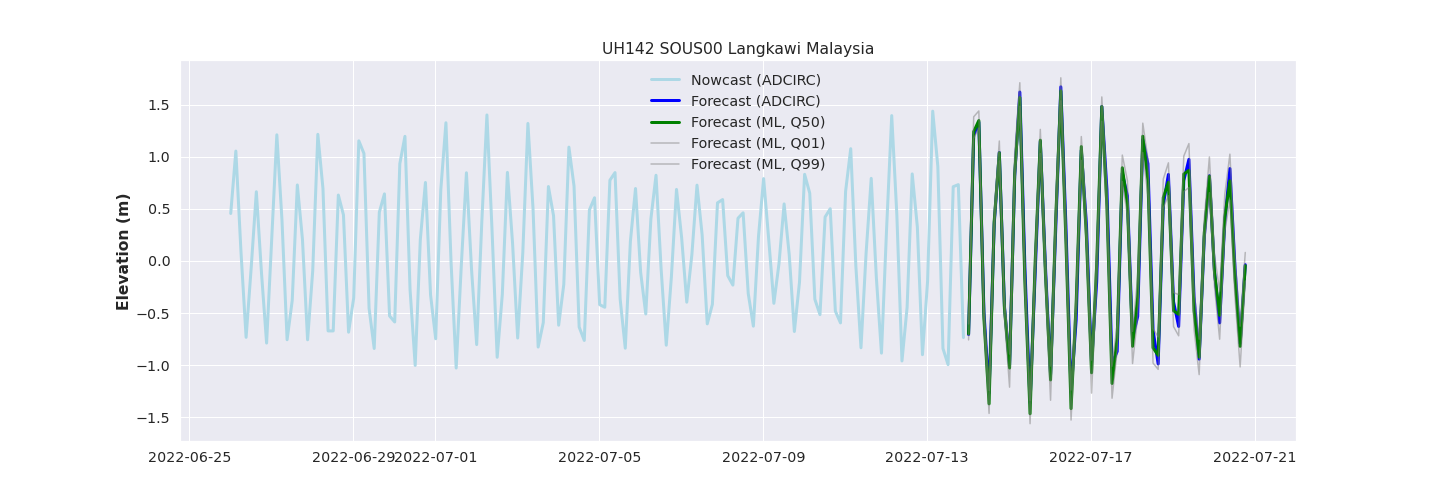 UH142 SOUS00 Langkawi Malaysia
Nowcast (ADCIRC)
Forecast (ADCIRC)
Forecast (ML, Q50)
Forecast (ML, Q01)
Forecast (ML, Q99)
Elevation (m)
1.5
1.0
0.5
0.0
−0.5
−1.0
−1.5
2022-06-25 2022-06-29 2022-07-01 2022-07-05 2022-07-09 2022-07-13 2022-07-17 2022-07-21